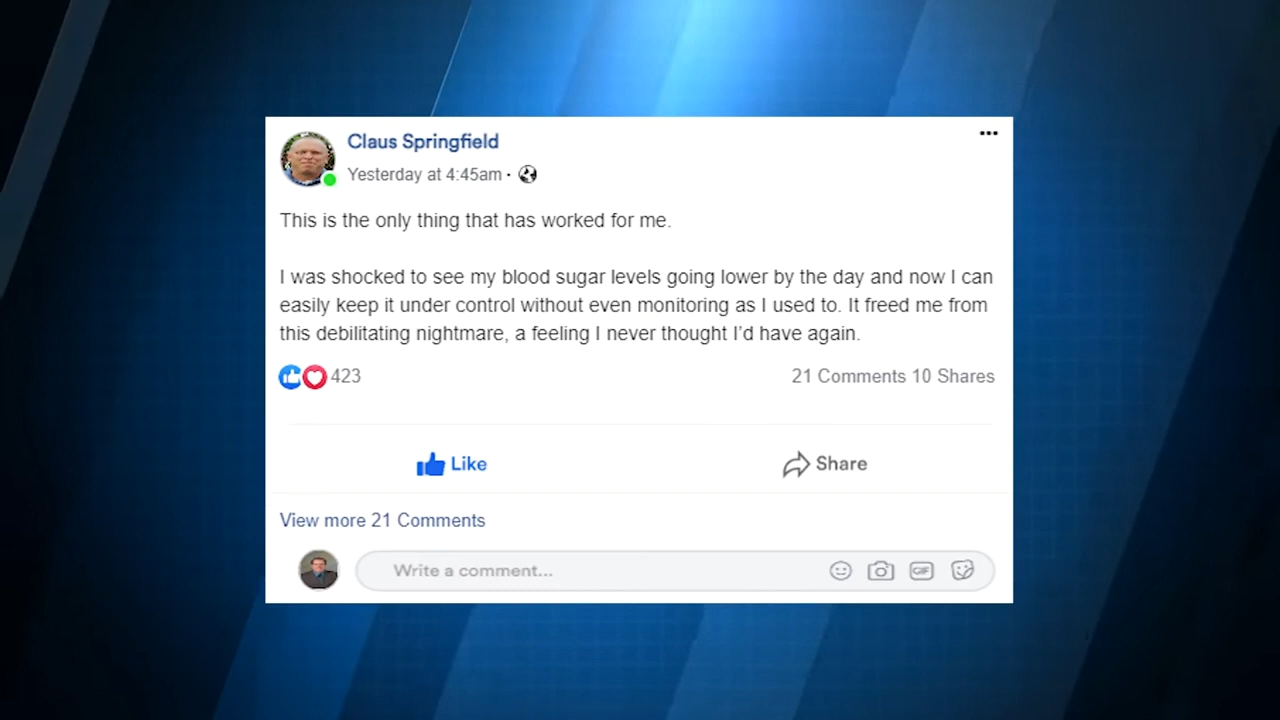 Claus Springfield
Yesterday at 4:45am ·
This is the only thing that has worked for me.
I was shocked to see my blood sugar levels going lower by the day and now I can
easily keep it under control without even monitoring as I used to. It freed me from
this debilitating nightmare, a feeling I never thought I'd have again.
423
21 Comments 10 Shares
Like
Share
View more 21 Comments
Write a comment...
GIF